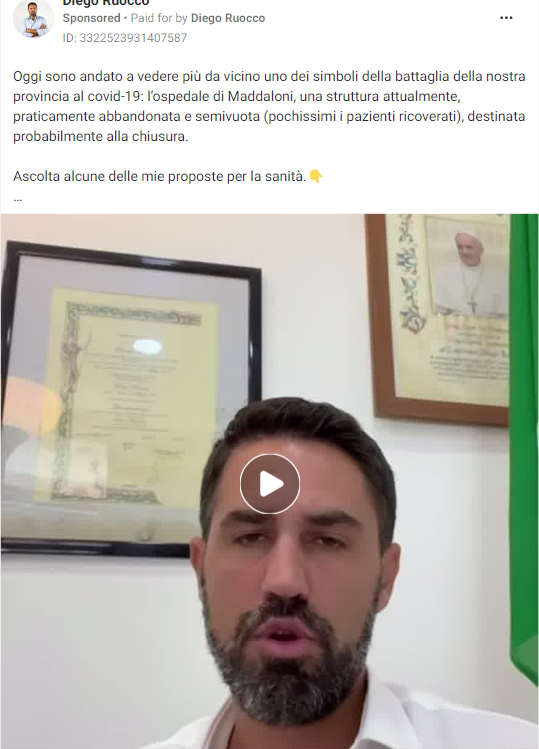 Diego Ruocco
Sponsored • Paid for by Diego Ruocco
ID: 3322523931407587
Oggi sono andato a vedere più da vicino uno dei simboli della battaglia della nostra
provincia al covid-19: l'ospedale di Maddaloni, una struttura attualmente,
praticamente abbandonata e semivuota (pochissimi i pazienti ricoverati), destinata
probabilmente alla chiusura.
Ascolta alcune delle mie proposte per la sanità.👇
...